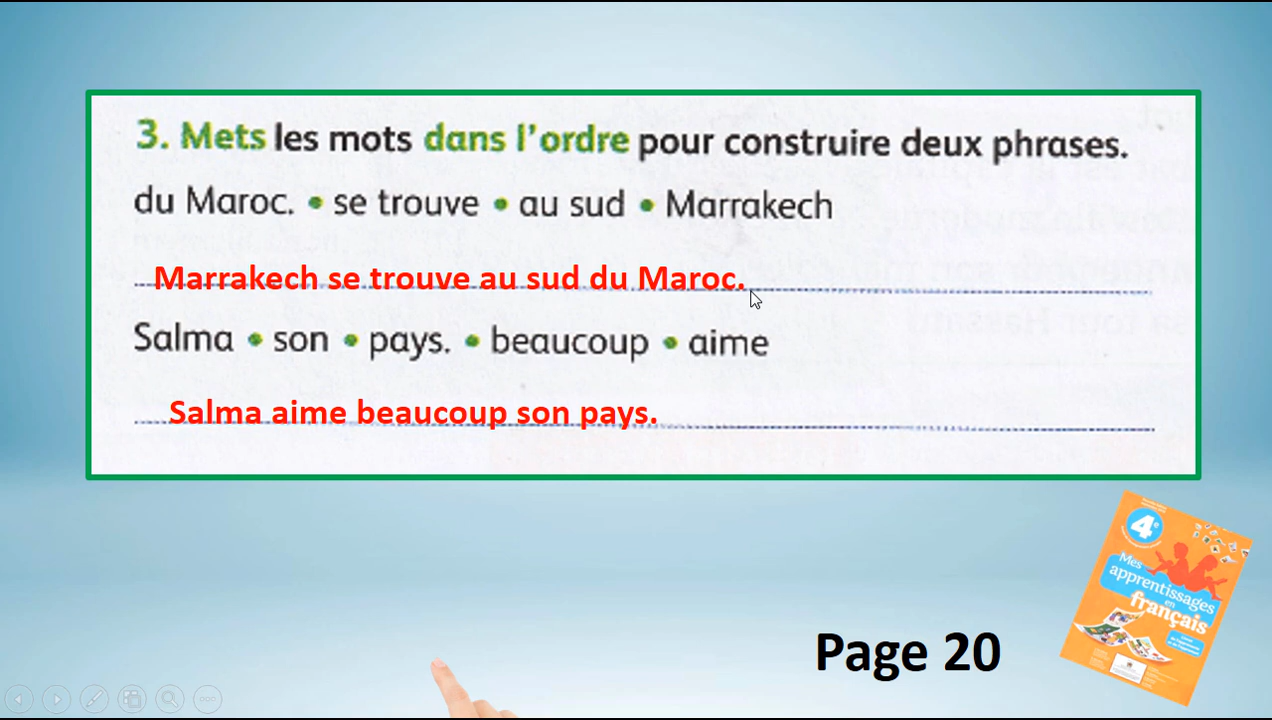 3. Mets les mots dans l'ordre pour construire deux phrases.
du Maroc. • se trouve • au sud • Marrakech
Marrakech se trouve au sud du Maroc.
Salma • son • pays. • beaucoup • aime
Salma aime beaucoup son pays.
4e
Mes
apprentissages
en
français
Page 20